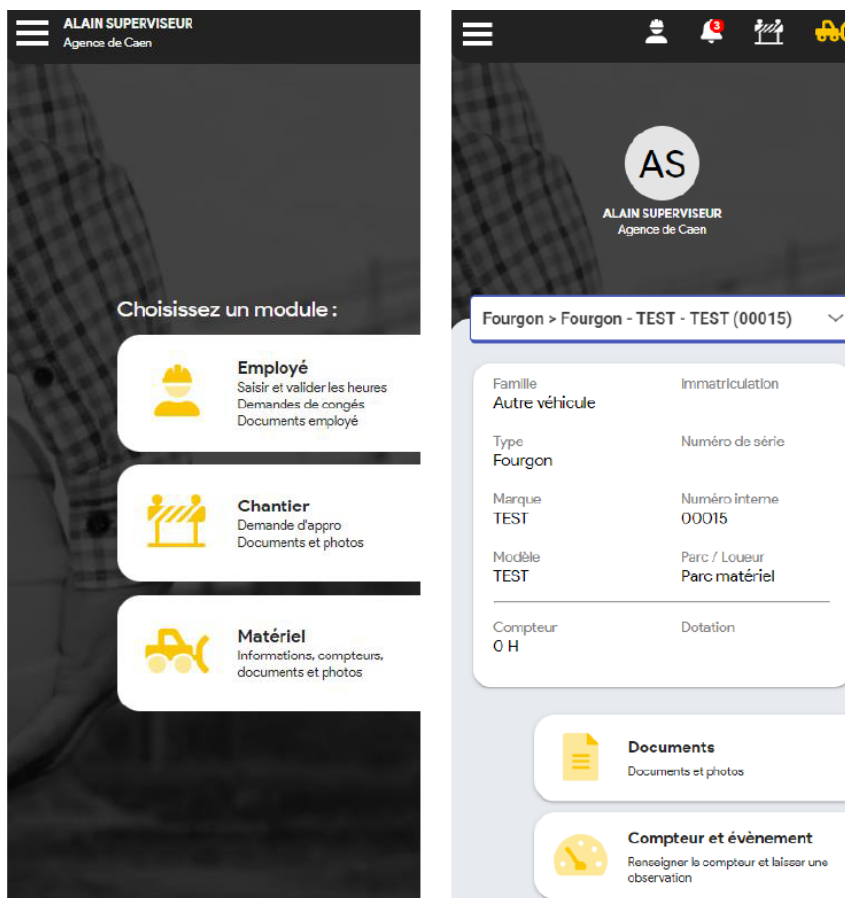 ALAIN SUPERVISEUR
Agence de Caen
Choisissez un module :
Employé
Saisir et valider les heures
Demandes de congés
Documents employé
Chantier
Demande d'appro
Documents et photos
Matériel
Informations, compteurs,
documents et photos
3
AS
ALAIN SUPERVISEUR
Agence de Caen
Fourgon > Fourgon - TEST - TEST (00015)
Famille
Autre véhicule
Immatriculation
Type
Fourgon
Numéro de série
Marque
TEST
Numéro interne
00015
Modèle
TEST
Parc / Loueur
Parc matériel
Compteur
0 H
Dotation
Documents
Documents et photos
Compteur et évènement
Renseigner le compteur et laisser une
observation